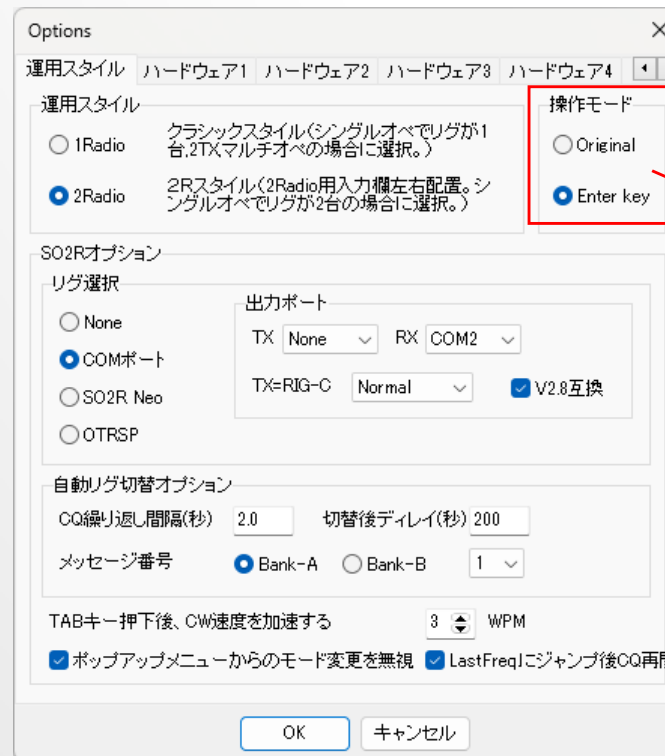 Options
運用スタイル ハードウェア1 ハードウェア2 ハードウェア3 ハードウェア4
運用スタイル
1Radio
クラシックスタイル(シングルオペでリグが1
台,2TXマルチオペの場合に選択。)
2Radio
2Rスタイル(2Radio用入力欄左右配置。シ
ングルオペでリグが2台の場合に選択。)
操作モード
Original
Enter key
SO2Rオプション
リグ選択
None
COMポート
SO2R Neo
OTRSP
出力ポート
TX None RX COM2
TX=RIG-C Normal V2.8互換
自動リグ切替オプション
CQ繰り返し間隔(秒) 2.0 切替後ディレイ(秒) 200
メッセージ番号 Bank-A Bank-B 1
TABキー押下後、CW速度を加速する 3 WPM
ポップアップメニューからのモード変更を無視 LastFreqにジャンプ後CQ再
OK キャンセル